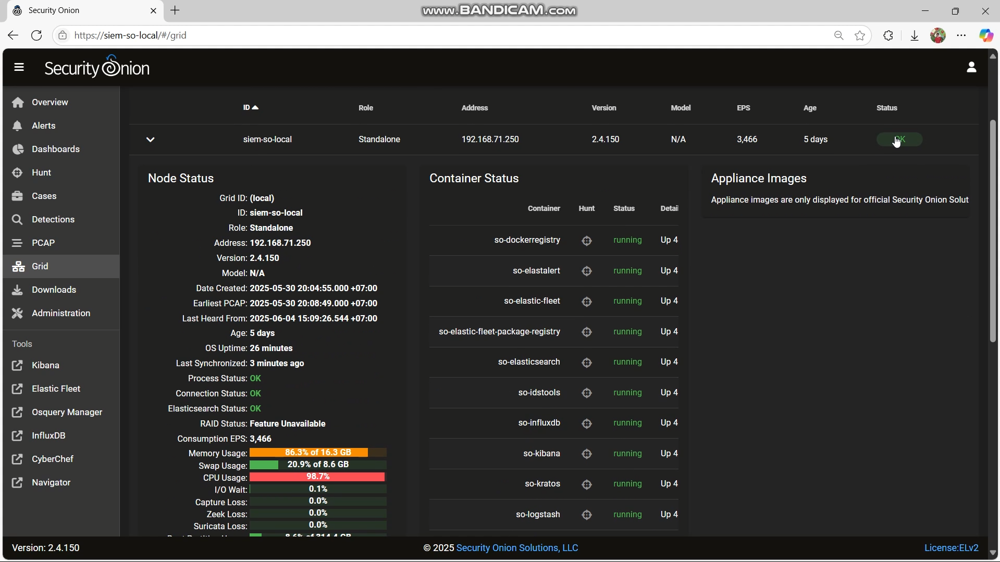 Security Onion
www.BANDICAM.com
https://siem-so-local/#/grid
Security Onion
Overview
Alerts
Dashboards
Hunt
Cases
Detections
PCAP
Grid
Downloads
Administration
Tools
Kibana
Elastic Fleet
Osquery Manager
InfluxDB
CyberChef
Navigator
ID Role Address Version Model EPS Age Status
siem-so-local Standalone 192.168.71.250 2.4.150 N/A 3,466 5 days OK
Node Status
Grid ID: (local)
ID: siem-so-local
Role: Standalone
Address: 192.168.71.250
Version: 2.4.150
Model: N/A
Date Created: 2025-05-30 20:04:55.000 +07:00
Earliest PCAP: 2025-05-30 20:08:49.000 +07:00
Last Heard From: 2025-06-04 15:09:26.544 +07:00
Age: 5 days
OS Uptime: 26 minutes
Last Synchronized: 3 minutes ago
Process Status: OK
Connection Status: OK
Elasticsearch Status: OK
RAID Status: Feature Unavailable
Consumption EPS: 3,466
Memory Usage: 86.3% of 16.3 GB
Swap Usage: 20.9% of 8.6 GB
CPU Usage: 98.7%
I/O Wait: 0.1%
Capture Loss: 0.0%
Zeek Loss: 0.0%
Suricata Loss: 0.0%
Container Status
Container Hunt Status Detai
so-dockerregistry running Up 4
so-elastalert running Up 4
so-elastic-fleet running Up 4
so-elastic-fleet-package-registry running Up 4
so-elasticsearch running Up 4
so-idstools running Up 4
so-influxdb running Up 4
so-kibana running Up 4
so-kratos running Up 4
so-logstash running Up 4
Appliance Images
Appliance images are only displayed for official Security Onion Solut
Version: 2.4.150
© 2025 Security Onion Solutions, LLC
License:ELv2